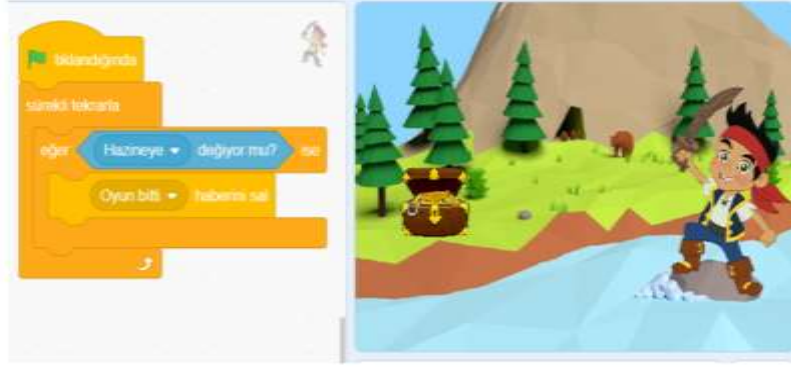 tıklandığında
sürekli tekrarla
eğer Hazineye değiyor mu? ise
Oyun bitti haberini sal